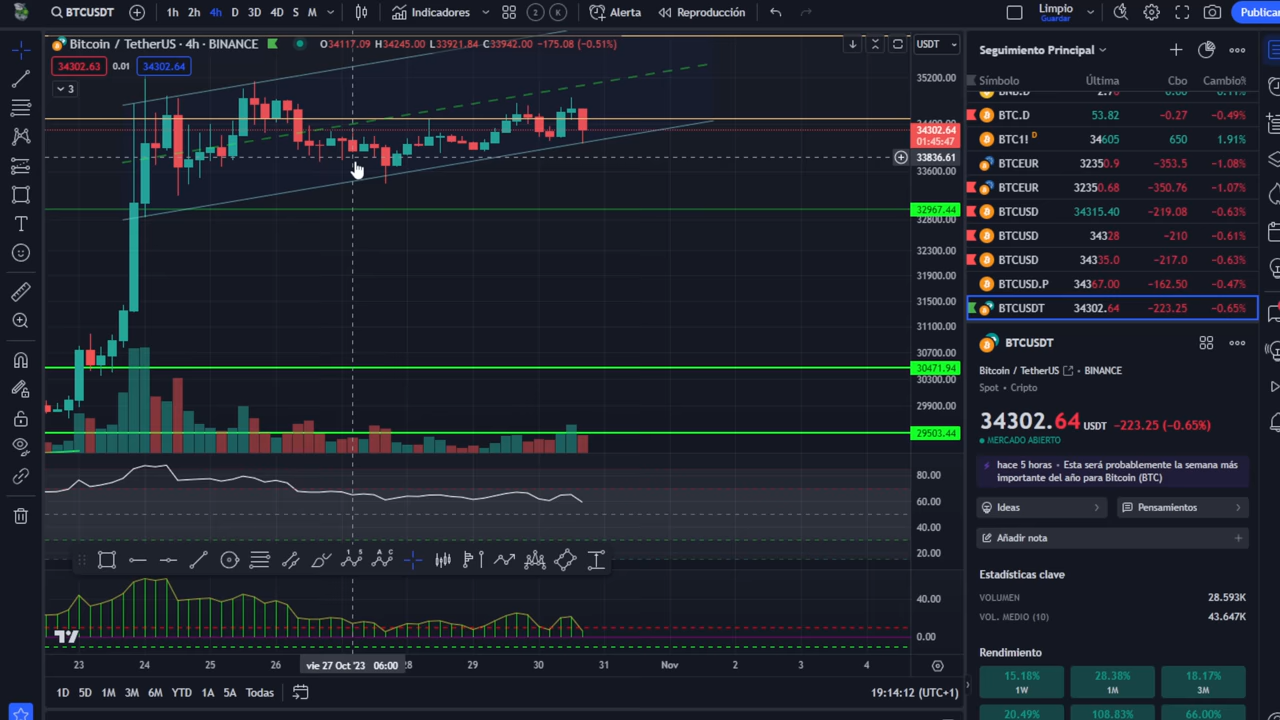 BTCUSDT
1h 2h 4h D 3D 4D S M
Indicadores
2 K
Alerta
Reproducción
Limpio
Guardar
Publicar
Bitcoin / TetherUS · 4h · BINANCE
O34117.09 H34245.00 L33921.84 C33942.00 -175.08 (-0.51%)
USDT
34302.63 0.01 34302.64
3
35200.00
34302.64
01:45:47
33836.61
33600.00
32967.44
32800.00
32300.00
31900.00
31500.00
31100.00
30700.00
30471.94
30300.00
29900.00
29503.44
80.00
60.00
40.00
20.00
40.00
0.00
23 24 25 26 vie 27 Oct '23 06:00 28 29 30 31 Nov 2 3 4
1D 5D 1M 3M 6M YTD 1A 5A Todas
19:14:12 (UTC+1)
Seguimiento Principal
Símbolo Última Cbo Cambio%
BTC.D 53.82 -0.27 -0.49%
BTC1! D 34605 650 1.91%
BTCEUR 32350.9 -353.5 -1.08%
BTCEUR 32350.68 -350.76 -1.07%
BTCUSD 34315.40 -219.08 -0.63%
BTCUSD 34328 -210 -0.61%
BTCUSD 34335.0 -217.0 -0.63%
BTCUSD.P 34367.00 -162.50 -0.47%
BTCUSDT 34302.64 -223.25 -0.65%
BTCUSDT
Bitcoin / TetherUS BINANCE
Spot · Cripto
34302.64 USDT -223.25 (-0.65%)
MERCADO ABIERTO
hace 5 horas · Esta será probablemente la semana más
importante del año para Bitcoin (BTC)
Ideas
Pensamientos
Añadir nota
Estadísticas clave
VOLUMEN 28.593K
VOL. MEDIO (10) 43.647K
Rendimiento
15.18% 28.38% 18.17%
1W 1M 3M
20.49% 108.83% 66.00%